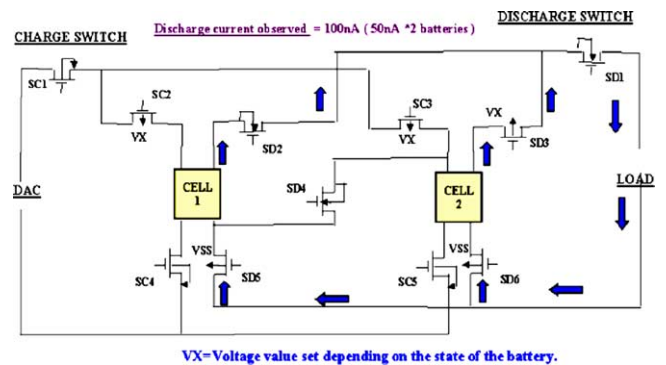 DISCHARGE SWITCH
CHARGE SWITCH
Discharge current observed = 100nA ( 50nA *2 batteries )
SC1
SC2
SC3
SD1
VX
VX
VX
SD2
SD3
DAC
CELL
1
SD4
CELL
2
LOAD
VSS
VSS
SC4
SD5
SC5
SD6
VX=Voltage value set depending on the state of the battery.